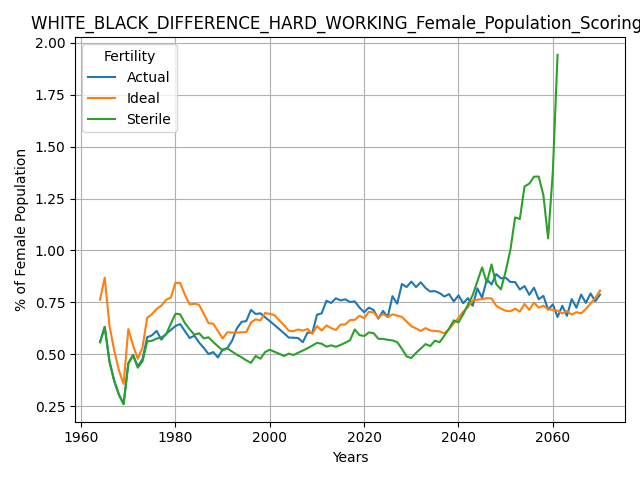 WHITE_BLACK_DIFFERENCE_HARD_WORKING_Female_Population_Scoring
Fertility
Actual
Ideal
Sterile
% of Female Population
2.00
1.75
1.50
1.25
1.00
0.75
0.50
0.25
1960 1980 2000 2020 2040 2060
Years